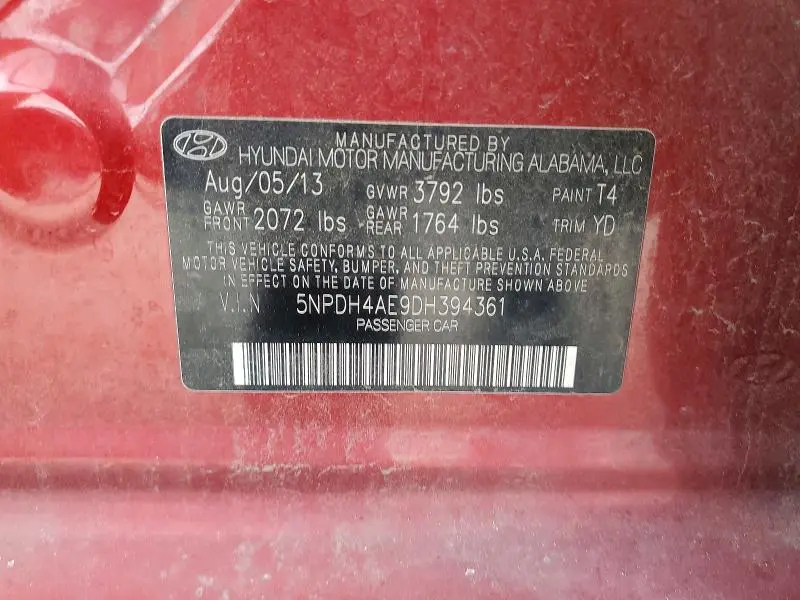 MANUFACTURED BY
HYUNDAI MOTOR MANUFACTURING ALABAMA, LLC
Aug/05/13 GVWR 3792 lbs PAINT T4
GAWR FRONT 2072 lbs GAWR REAR 1764 lbs TRIM YD
THIS VEHICLE CONFORMS TO ALL APPLICABLE U.S.A. FEDERAL
MOTOR VEHICLE SAFETY, BUMPER, AND THEFT PREVENTION STANDARDS
IN EFFECT ON THE DATE OF MANUFACTURE SHOWN ABOVE
V.I.N 5NPDH4AE9DH394361
PASSENGER CAR